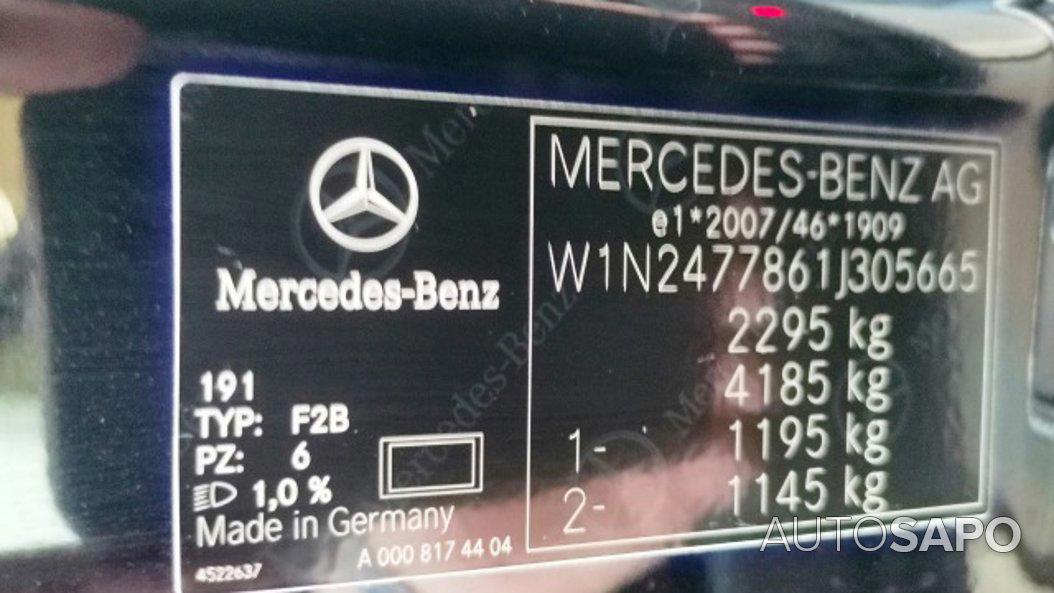 Mercedes-Benz
191
TYP: F2B
PZ: 6
1,0 %
Made in Germany
A 000 817 44 04
4522637
MERCEDES-BENZ AG
e1*2007/46*1909
W1N2477861J305665
2295 kg
4185 kg
1- 1195 kg
2- 1145 kg
AUTOSAPO